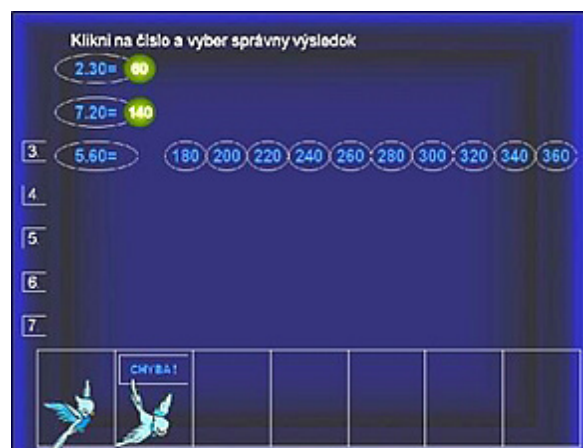 Klikni na číslo a vyber správny výsledok
2.30= 60
7.20= 140
3. 5.60= 180 200 220 240 260 280 300 320 340 360
4.
5.
6.
7.
CHYBA!